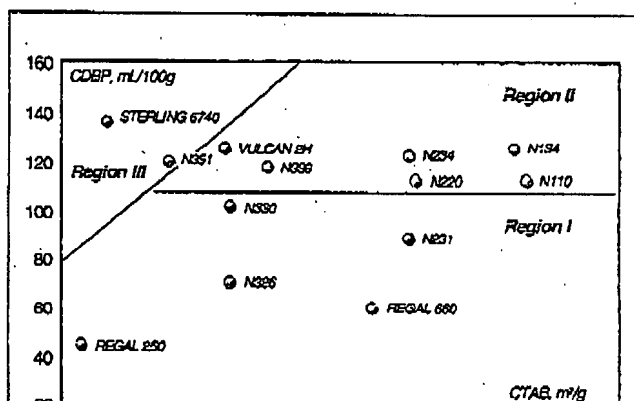 160
CDBP, mL/100g
Region II
140
STERLING 6740
N351
VULCAN 2H
N234
N134
120
Region III
N339
N220
N110
100
N330
Region I
N231
80
N326
60
REGAL 660
REGAL 250
40
CTAB, m²/g